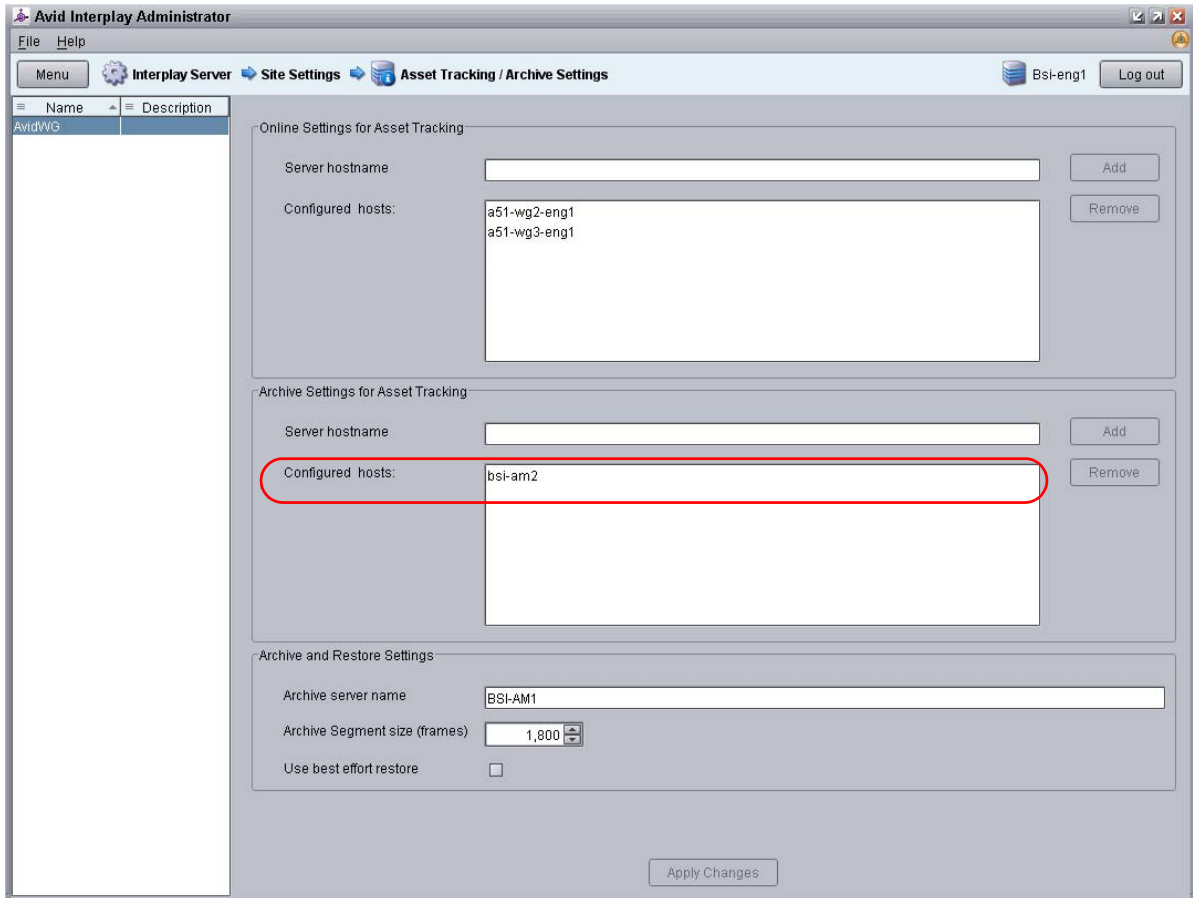 Avid Interplay Administrator
File Help
Menu Interplay Server Site Settings Asset Tracking / Archive Settings Bsi-eng1 Log out
Name Description
AvidWG
Online Settings for Asset Tracking
Server hostname Add
Configured hosts: Remove
a51-wg2-eng1
a51-wg3-eng1
Archive Settings for Asset Tracking
Server hostname Add
Configured hosts: bsi-am2 Remove
Archive and Restore Settings
Archive server name BSI-AM1
Archive Segment size (frames) 1,800
Use best effort restore
Apply Changes